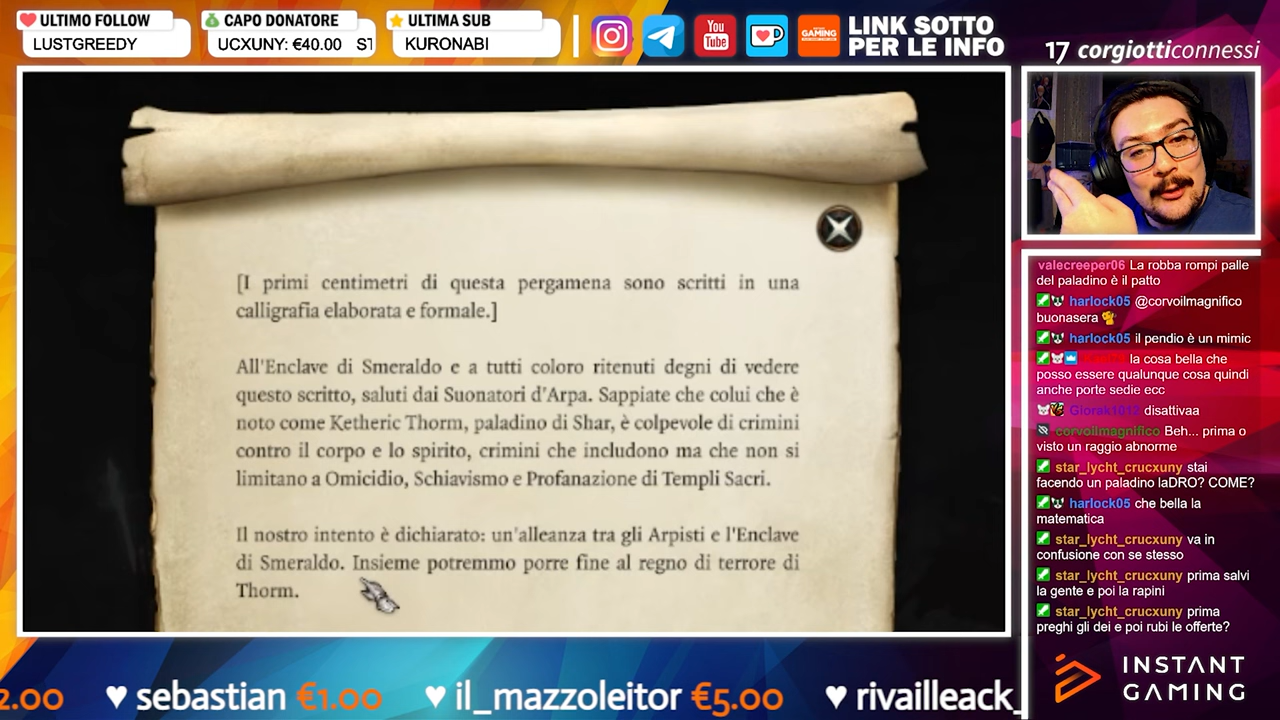 ULTIMO FOLLOW
LUSTGREEDY
CAPO DONATORE
UCXUNY: €40.00 ST
ULTIMA SUB
KURONABI
You
Tube
GAMING
LINK SOTTO
PER LE INFO
17 corgiotticonnessi
[I primi centimetri di questa pergamena sono scritti in una
calligrafia elaborata e formale.]
All'Enclave di Smeraldo e a tutti coloro ritenuti degni di vedere
questo scritto, saluti dai Suonatori d'Arpa. Sappiate che colui che è
noto come Ketheric Thorm, paladino di Shar, è colpevole di crimini
contro il corpo e lo spirito, crimini che includono ma che non si
limitano a Omicidio, Schiavismo e Profanazione di Templi Sacri.
Il nostro intento è dichiarato: un'alleanza tra gli Arpisti e l'Enclave
di Smeraldo. Insieme potremmo porre fine al regno di terrore di
Thorm.
valecreeper06 La robba rompi palle
del paladino è il patto
harlock05 @corvoilmagnifico
buonasera
harlock05 il pendio è un mimic
la cosa bella che
posso essere qualunque cosa quindi
anche porte sedie ecc
Giorak1012 disattivaa
corvoilmagnifico Beh... prima o
visto un raggio abnorme
star_lycht_crucxuny stai
facendo un paladino laDRO? COME?
harlock05 che bella la
matematica
star_lycht_crucxuny va in
confusione con se stesso
star_lycht_crucxuny prima salvi
la gente e poi la rapini
star_lycht_crucxuny prima
preghi gli dei e poi rubi le offerte?
2.00 ♥ sebastian €1.00 ♥ il_mazzoleitor €5.00 ♥ rivailleack_
INSTANT
GAMING